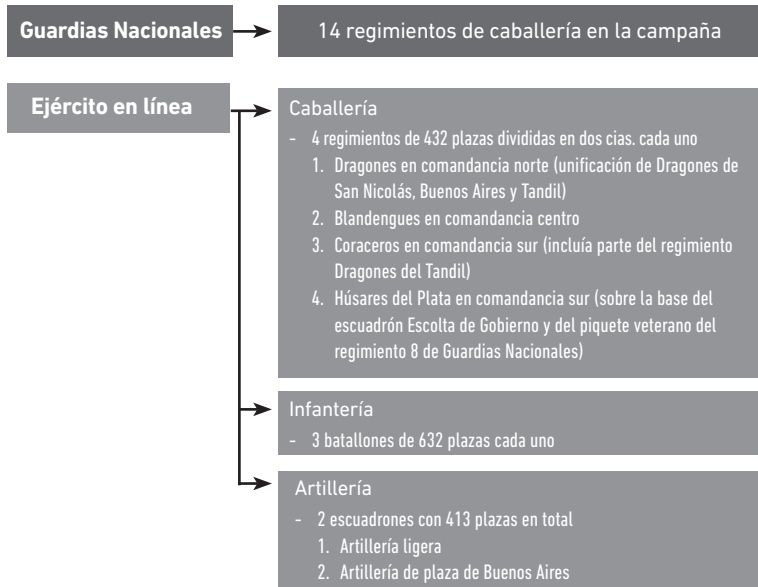 Guardias Nacionales
14 regimientos de caballería en la campaña
Ejército en línea
Caballería
- 4 regimientos de 432 plazas divididas en dos cias. cada uno
1. Dragones en comandancia norte (unificación de Dragones de
San Nicolás, Buenos Aires y Tandil)
2. Blandengues en comandancia centro
3. Coraceros en comandancia sur (incluía parte del regimiento
Dragones del Tandil)
4. Húsares del Plata en comandancia sur (sobre la base del
escuadrón Escolta de Gobierno y del piquete veterano del
regimiento 8 de Guardias Nacionales)
Infantería
- 3 batallones de 632 plazas cada uno
Artillería
- 2 escuadrones con 413 plazas en total
1. Artillería ligera
2. Artillería de plaza de Buenos Aires